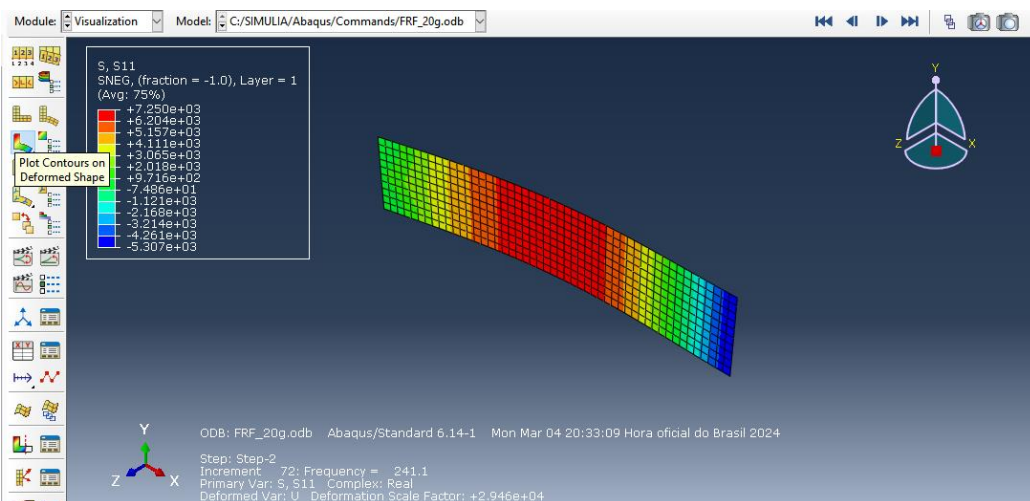 Module: Visualization Model: C:/SIMULIA/Abaqus/Commands/FRF_20g.odb
S, S11
SNEG, (fraction = -1.0), Layer = 1
(Avg: 75%)
+7.250e+03
+6.204e+03
+5.157e+03
+4.111e+03
+3.065e+03
+2.018e+03
+9.716e+02
-7.486e+01
-1.121e+03
-2.168e+03
-3.214e+03
-4.261e+03
-5.307e+03
Plot Contours on
Deformed Shape
Y
Z X
Y
Z X
ODB: FRF_20g.odb Abaqus/Standard 6.14-1 Mon Mar 04 20:33:09 Hora oficial do Brasil 2024
Step: Step-2
Increment 72: Frequency = 241.1
Primary Var: S, S11 Complex: Real
Deformed Var: U Deformation Scale Factor: +2.946e+04